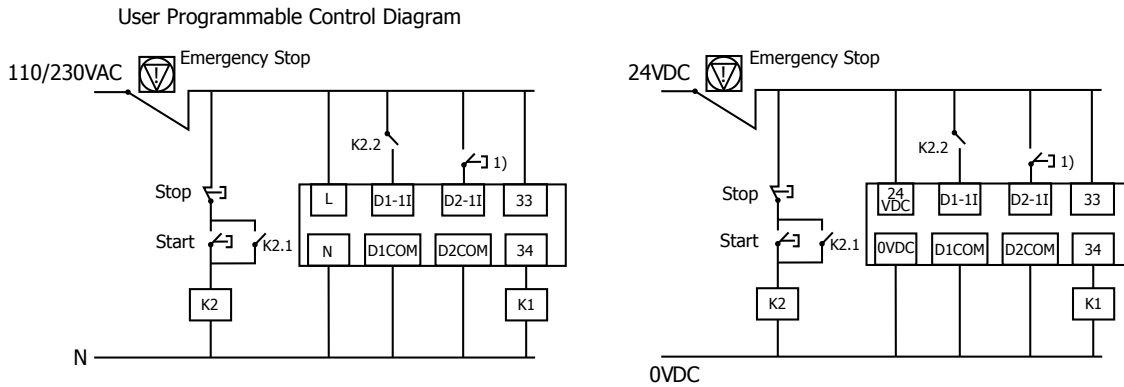 User Programmable Control Diagram
110/230VAC
!
Emergency Stop
K2.2
1)
Stop
L
D1-1I
D2-1I
33
Start
K2.1
N
D1COM
D2COM
34
K2
K1
N
24VDC
!
Emergency Stop
K2.2
1)
Stop
24
VDC
D1-1I
D2-1I
33
Start
K2.1
0VDC
D1COM
D2COM
34
K2
K1
0VDC